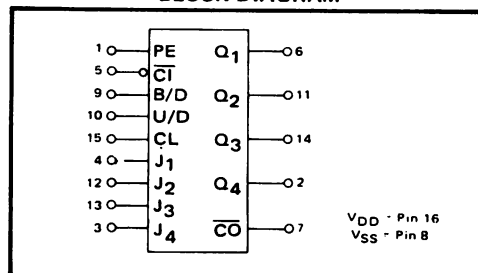 BLOCK DIAGRAM
1 PE Q1 6
5 CI
9 B/D Q2 11
10 U/D
15 CL Q3 14
4 J1
12 J2 Q4 2
13 J3
3 J4 CO 7
VDD - Pin 16
VSS - Pin 8